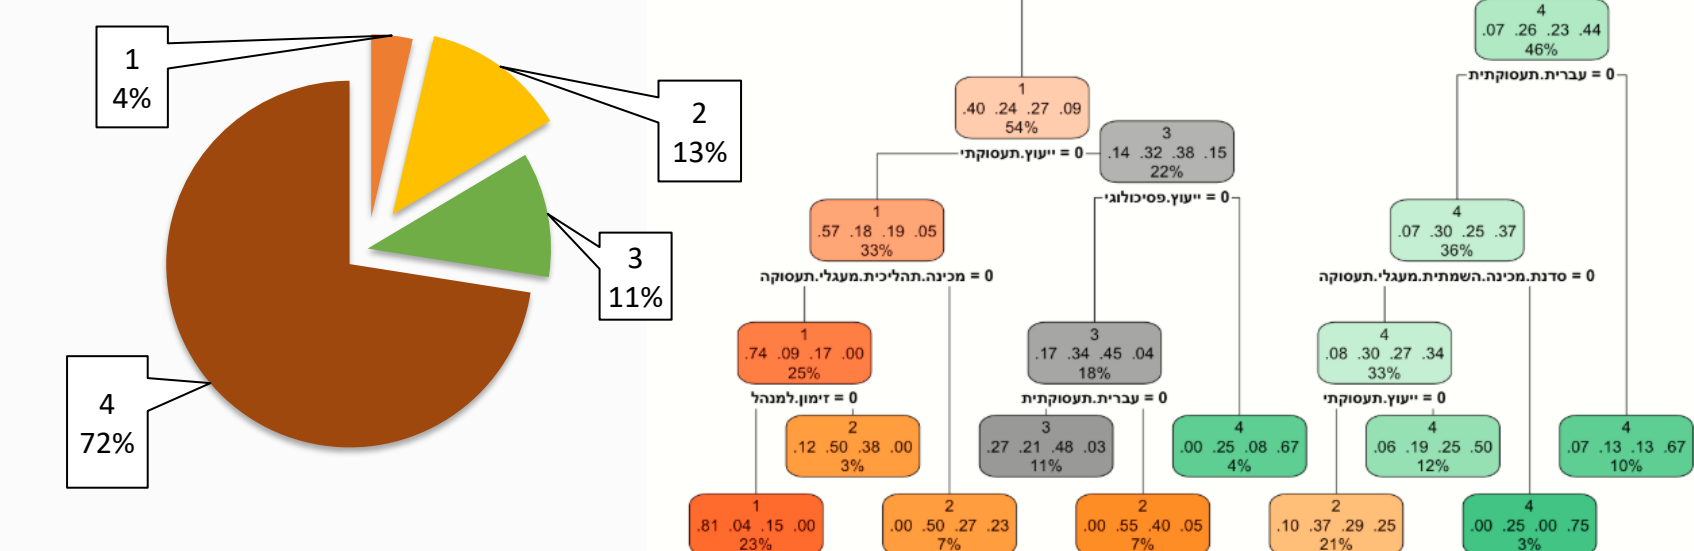 1
4%
2
13%
3
11%
4
72%
4
.07 .26 .23 .44
46%
עברית.תעסוקתית = 0
1
.40 .24 .27 .09
54%
ייעוץ.תעסוקתי = 0
3
.14 .32 .38 .15
22%
ייעוץ.פסיכולוגי = 0
1
.57 .18 .19 .05
33%
מכינה.תהליכית.מעגלי.תעסוקה = 0
4
.07 .30 .25 .37
36%
סדנת.מכינה.השמתית.מעגלי.תעסוקה = 0
1
.74 .09 .17 .00
25%
זימון.למנהל = 0
3
.17 .34 .45 .04
18%
עברית.תעסוקתית = 0
4
.08 .30 .27 .34
33%
ייעוץ.תעסוקתי = 0
2
.12 .50 .38 .00
3%
3
.27 .21 .48 .03
11%
4
.00 .25 .08 .67
4%
4
.06 .19 .25 .50
12%
4
.07 .13 .13 .67
10%
1
.81 .04 .15 .00
23%
2
.00 .50 .27 .23
7%
2
.00 .55 .40 .05
7%
2
.10 .37 .29 .25
21%
4
.00 .25 .00 .75
3%